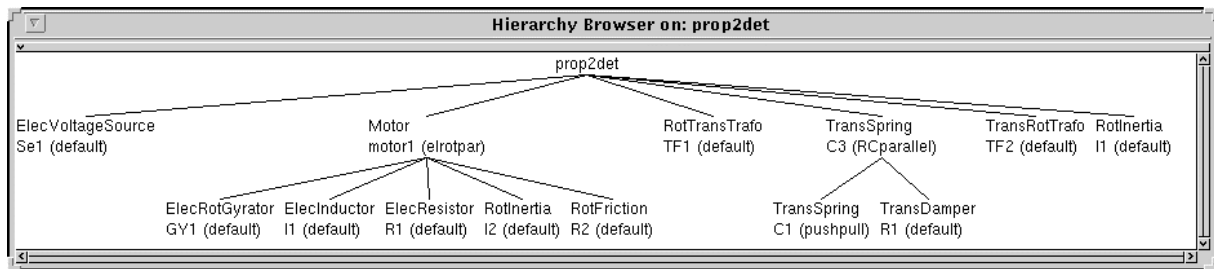 Hierarchy Browser on: prop2det
prop2det
ElecVoltageSource Motor RotTransTrafo TransSpring TransRotTrafo RotInertia
Se1 (default) motor1 (elrotpar) TF1 (default) C3 (RCparallel) TF2 (default) I1 (default)
ElecRotGyrator ElecInductor ElecResistor RotInertia RotFriction TransSpring TransDamper
GY1 (default) I1 (default) R1 (default) I2 (default) R2 (default) C1 (pushpull) R1 (default)